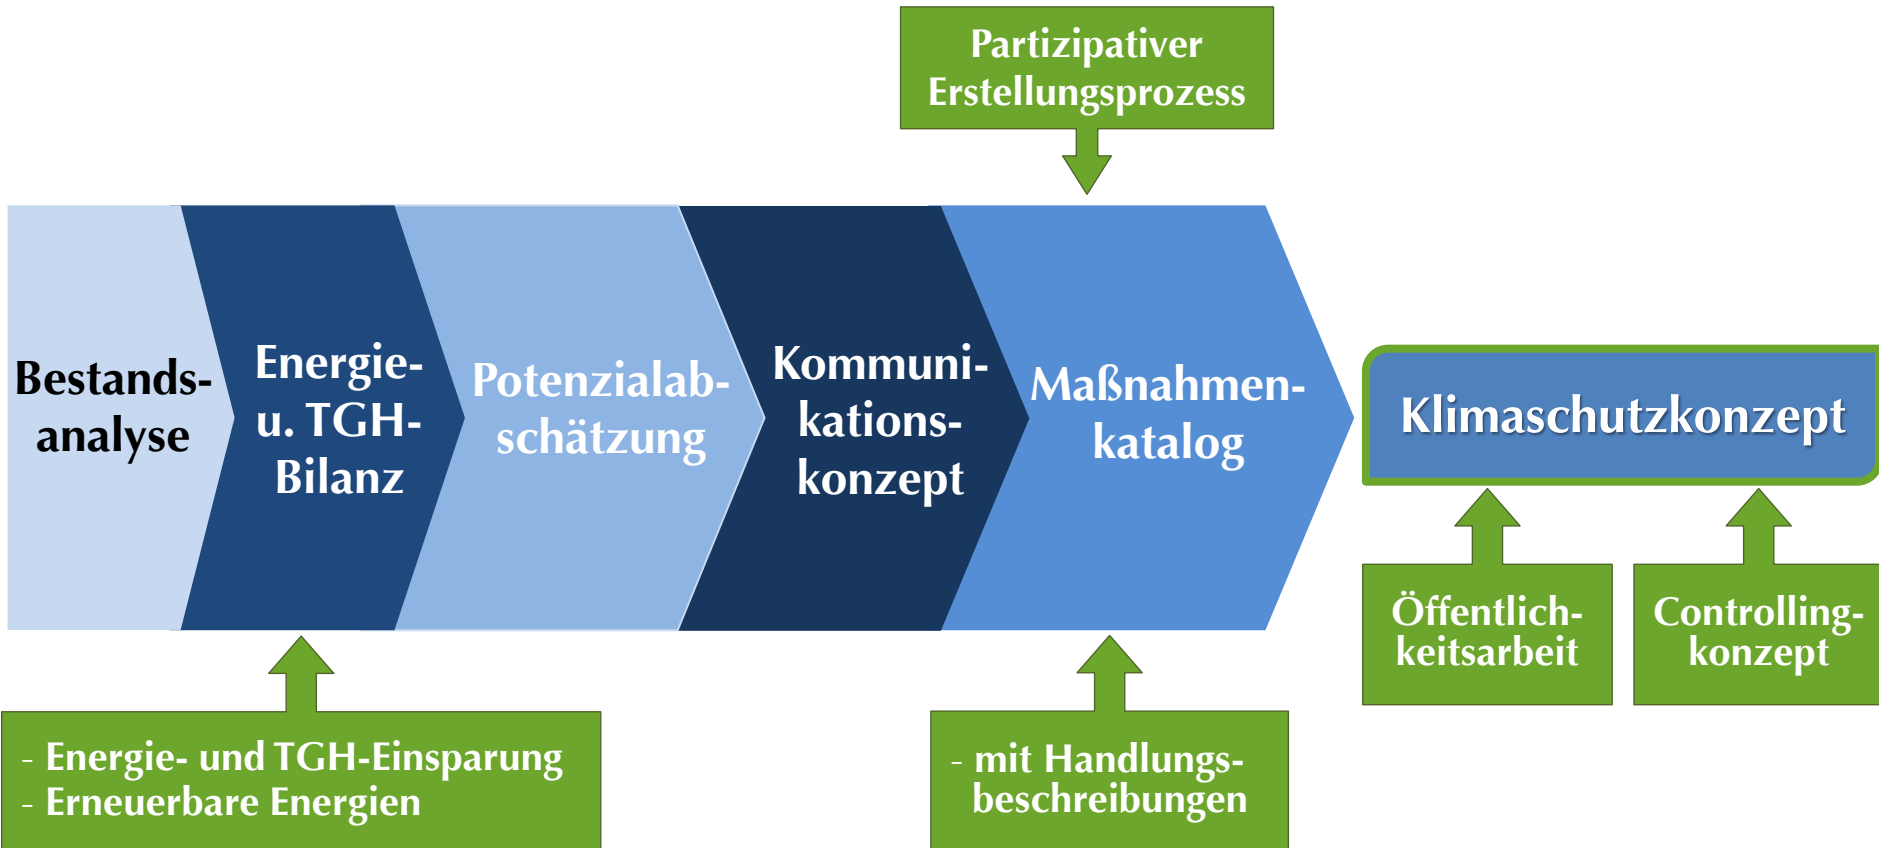 Partizipativer
Erstellungsprozess
Bestands-
analyse
Energie-
u. TGH-
Bilanz
Potenzialab-
schätzung
Kommuni-
kations-
konzept
Maßnahmen-
katalog
Klimaschutzkonzept
- Energie- und TGH-Einsparung
- Erneuerbare Energien
- mit Handlungs-
beschreibungen
Öffentlich-
keitsarbeit
Controlling-
konzept